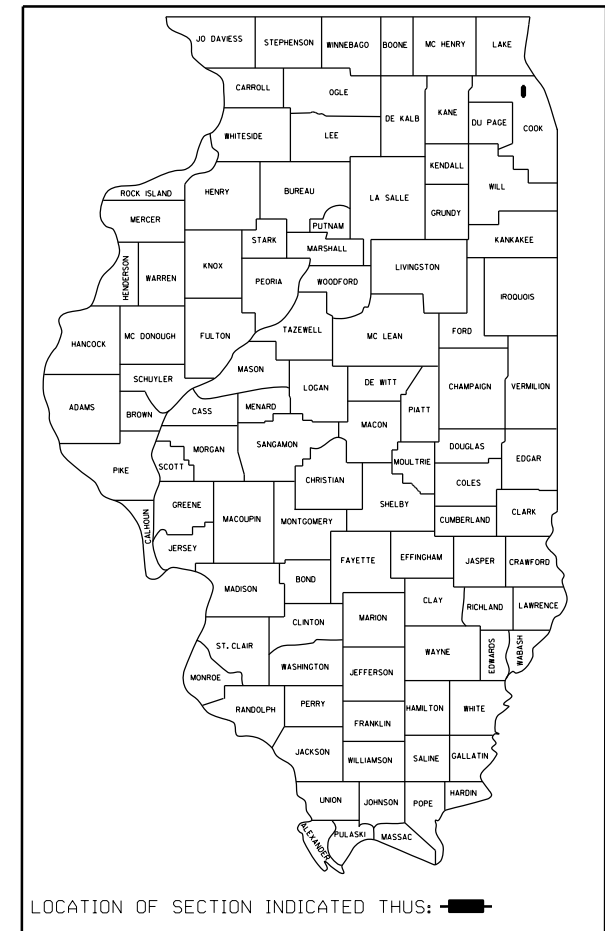 JO DAVIESS
STEPHENSON
WINNEBAGO
BOONE
MC HENRY
LAKE
CARROLL
OGLE
DE KALB
KANE
DU PAGE
COOK
WHITESIDE
LEE
KENDALL
WILL
ROCK ISLAND
HENRY
BUREAU
LA SALLE
GRUNDY
MERCER
PUTNAM
STARK
MARSHALL
KANKAKEE
HENDERSON
WARREN
KNOX
PEORIA
WOODFORD
LIVINGSTON
IROQUOIS
HANCOCK
MC DONOUGH
FULTON
TAZEWELL
MC LEAN
FORD
MASON
SCHUYLER
LOGAN
DE WITT
CHAMPAIGN
VERMILION
ADAMS
BROWN
CASS
MENARD
PIATT
MACON
MORGAN
SANGAMON
DOUGLAS
EDGAR
PIKE
SCOTT
CHRISTIAN
MOULTRIE
COLES
CALHOUN
GREENE
MACOUPIN
MONTGOMERY
SHELBY
CUMBERLAND
CLARK
JERSEY
FAYETTE
EFFINGHAM
JASPER
CRAWFORD
MADISON
BOND
CLAY
RICHLAND
LAWRENCE
CLINTON
MARION
ST. CLAIR
WAYNE
EDWARDS
WABASH
WASHINGTON
JEFFERSON
MONROE
RANDOLPH
PERRY
HAMILTON
WHITE
FRANKLIN
JACKSON
WILLIAMSON
SALINE
GALLATIN
UNION
JOHNSON
POPE
HARDIN
ALEXANDER
PULASKI
MASSAC
LOCATION OF SECTION INDICATED THUS: